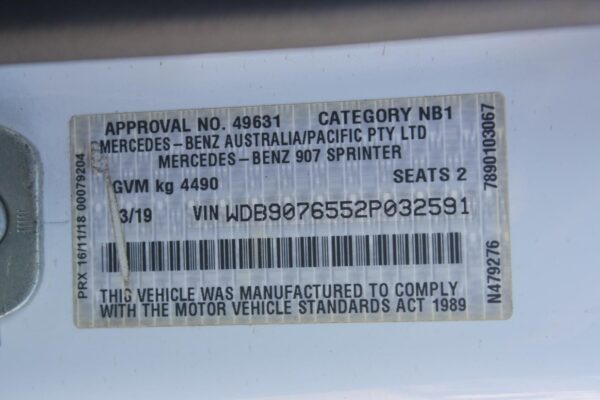 APPROVAL NO. 49631 CATEGORY NB1
MERCEDES-BENZ AUSTRALIA/PACIFIC PTY LTD
MERCEDES-BENZ 907 SPRINTER
GVM kg 4490 SEATS 2
3/19 VIN WDB9076552P032591
THIS VEHICLE WAS MANUFACTURED TO COMPLY
WITH THE MOTOR VEHICLE STANDARDS ACT 1989
PRX 16/11/18 00079204
7890103067
N479276